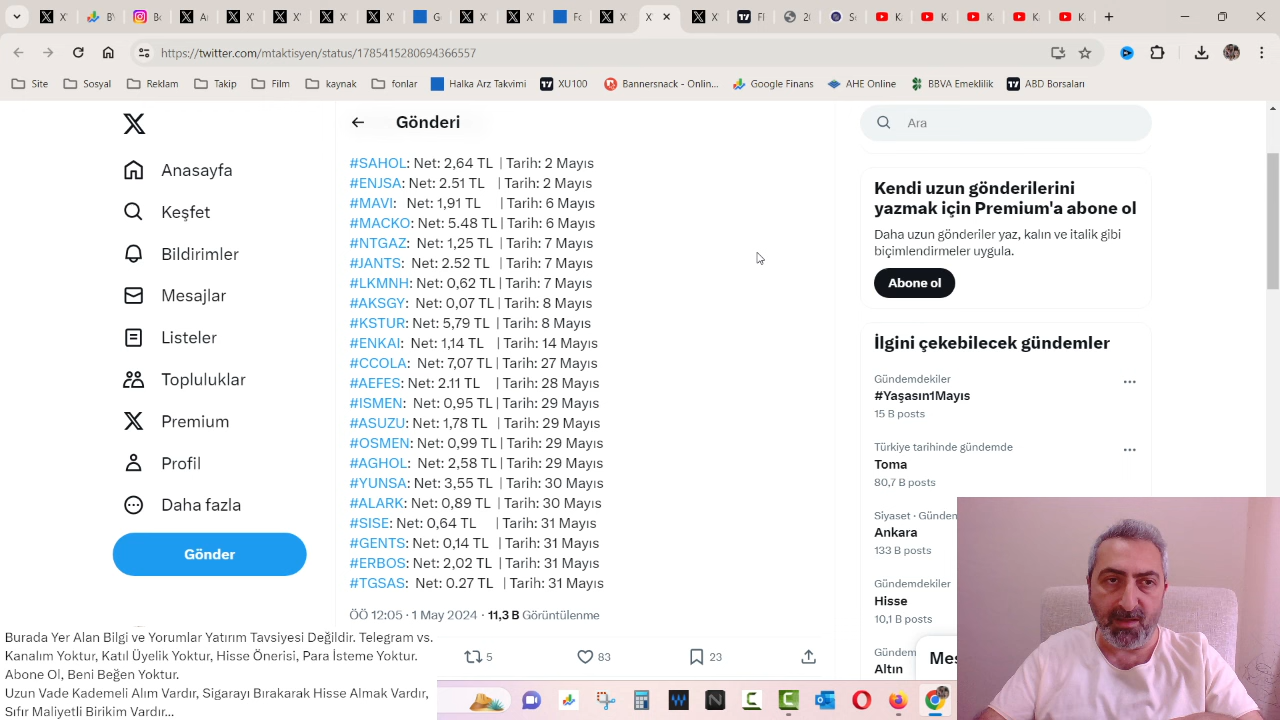 https://twitter.com/mtaktisyen/status/1785415280694366557
Site
Sosyal
Reklam
Film
kaynak
fonlar
Halka Arz Takvimi
XU100
Bannersnack - Onlin...
Google Finans
AHE Online
BBVA Emeklilik
ABD Borsaları
Gönderi
Ara
Anasayfa
Keşfet
Bildirimler
Mesajlar
Listeler
Topluluklar
Premium
Profil
Daha fazla
Gönder
#SAHOL: Net: 2,64 TL | Tarih: 2 Mayıs
#ENJSA: Net: 2.51 TL | Tarih: 2 Mayıs
#MAVI: Net: 1,91 TL | Tarih: 6 Mayıs
#MACKO: Net: 5.48 TL | Tarih: 6 Mayıs
#NTGAZ: Net: 1,25 TL | Tarih: 7 Mayıs
#JANTS: Net: 2.52 TL | Tarih: 7 Mayıs
#LKMNH: Net: 0,62 TL | Tarih: 7 Mayıs
#AKSGY: Net: 0,07 TL | Tarih: 8 Mayıs
#KSTUR: Net: 5,79 TL | Tarih: 8 Mayıs
#ENKAI: Net: 1,14 TL | Tarih: 14 Mayıs
#CCOLA: Net: 7,07 TL | Tarih: 27 Mayıs
#AEFES: Net: 2.11 TL | Tarih: 28 Mayıs
#ISMEN: Net: 0,95 TL | Tarih: 29 Mayıs
#ASUZU: Net: 1,78 TL | Tarih: 29 Mayıs
#OSMEN: Net: 0,99 TL | Tarih: 29 Mayıs
#AGHOL: Net: 2,58 TL | Tarih: 29 Mayıs
#YUNSA: Net: 3,55 TL | Tarih: 30 Mayıs
#ALARK: Net: 0,89 TL | Tarih: 30 Mayıs
#SISE: Net: 0,64 TL | Tarih: 31 Mayıs
#GENTS: Net: 0,14 TL | Tarih: 31 Mayıs
#ERBOS: Net: 2,02 TL | Tarih: 31 Mayıs
#TGSAS: Net: 0.27 TL | Tarih: 31 Mayıs
ÖÖ 12:05 · 1 May 2024 · 11,3 B Görüntülenme
5
83
23
Kendi uzun gönderilerini
yazmak için Premium'a abone ol
Daha uzun gönderiler yaz, kalın ve italik gibi
biçimlendirmeler uygula.
Abone ol
İlgini çekebilecek gündemler
Gündemdekiler
#Yaşasın1Mayıs
15 B posts
Türkiye tarihinde gündemde
Toma
80,7 B posts
Siyaset · Günden
Ankara
133 B posts
Gündemdekiler
Hisse
10,1 B posts
Gündem
Altın
Mes
Burada Yer Alan Bilgi ve Yorumlar Yatırım Tavsiyesi Değildir. Telegram vs.
Kanalım Yoktur, Katıl Üyelik Yoktur, Hisse Önerisi, Para İsteme Yoktur.
Abone Ol, Beni Beğen Yoktur.
Uzun Vade Kademeli Alım Vardır, Sigarayı Bırakarak Hisse Almak Vardır,
Sıfır Maliyetli Birikim Vardır...